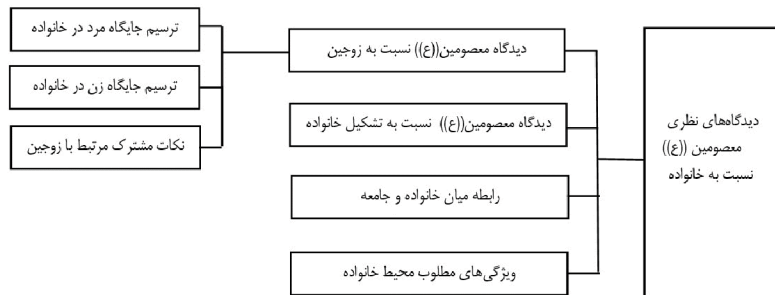 دیدگاه‌های نظری
معصومین ((ع))
نسبت به خانواده
دیدگاه معصومین((ع)) نسبت به زوجین
دیدگاه معصومین((ع)) نسبت به تشکیل خانواده
رابطه میان خانواده و جامعه
ویژگی‌های مطلوب محیط خانواده
ترسیم جایگاه مرد در خانواده
ترسیم جایگاه زن در خانواده
نکات مشترک مرتبط با زوجین